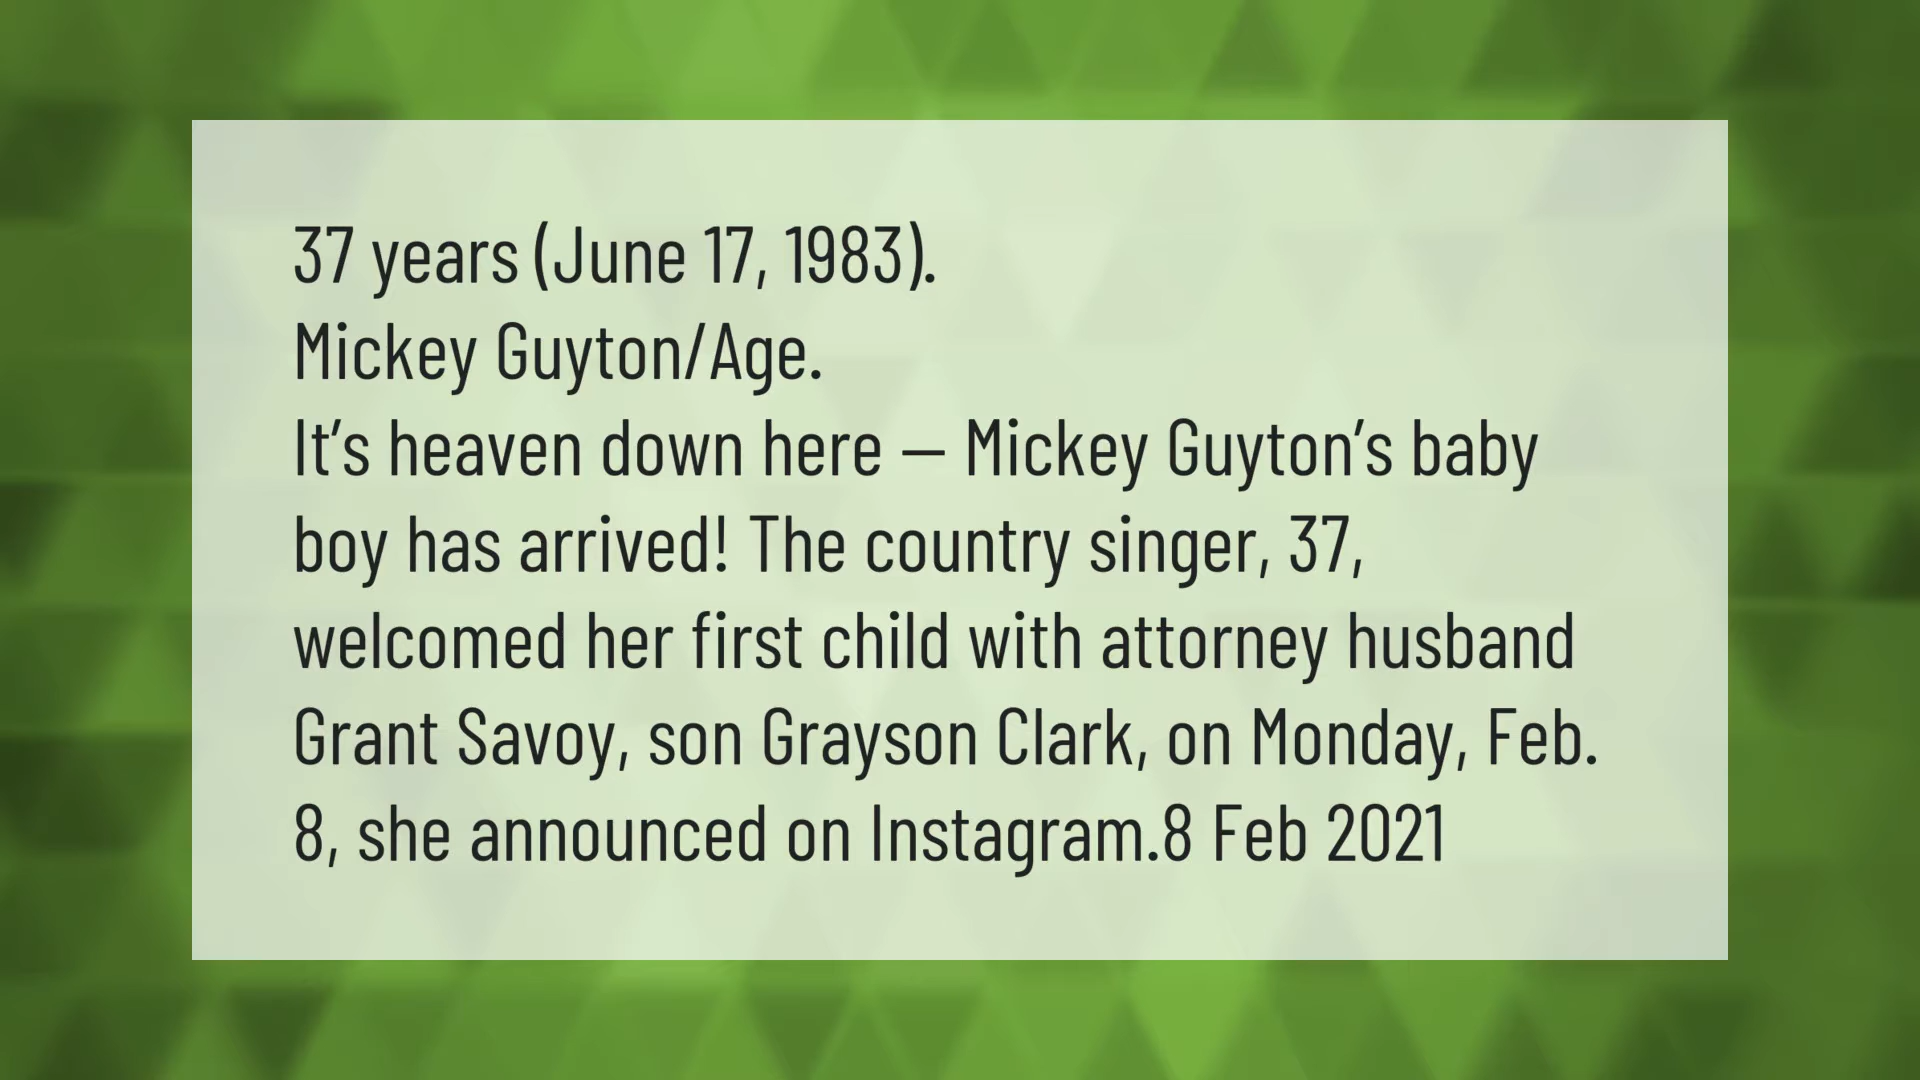 37 years (June 17, 1983).
Mickey Guyton/Age.
It’s heaven down here — Mickey Guyton’s baby
boy has arrived! The country singer, 37,
welcomed her first child with attorney husband
Grant Savoy, son Grayson Clark, on Monday, Feb.
8, she announced on Instagram.8 Feb 2021